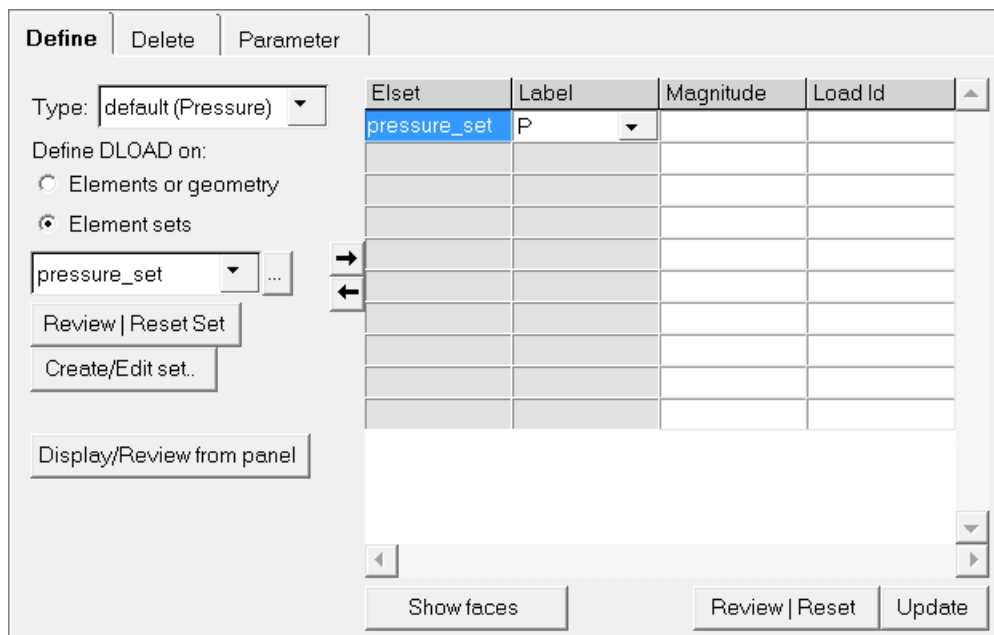 Define Delete Parameter
Type: default (Pressure)
Elset Label Magnitude Load Id
pressure_set P
Define DLOAD on:
Elements or geometry
Element sets
pressure_set ...
Review | Reset Set
Create/Edit set..
Display/Review from panel
Show faces Review | Reset Update